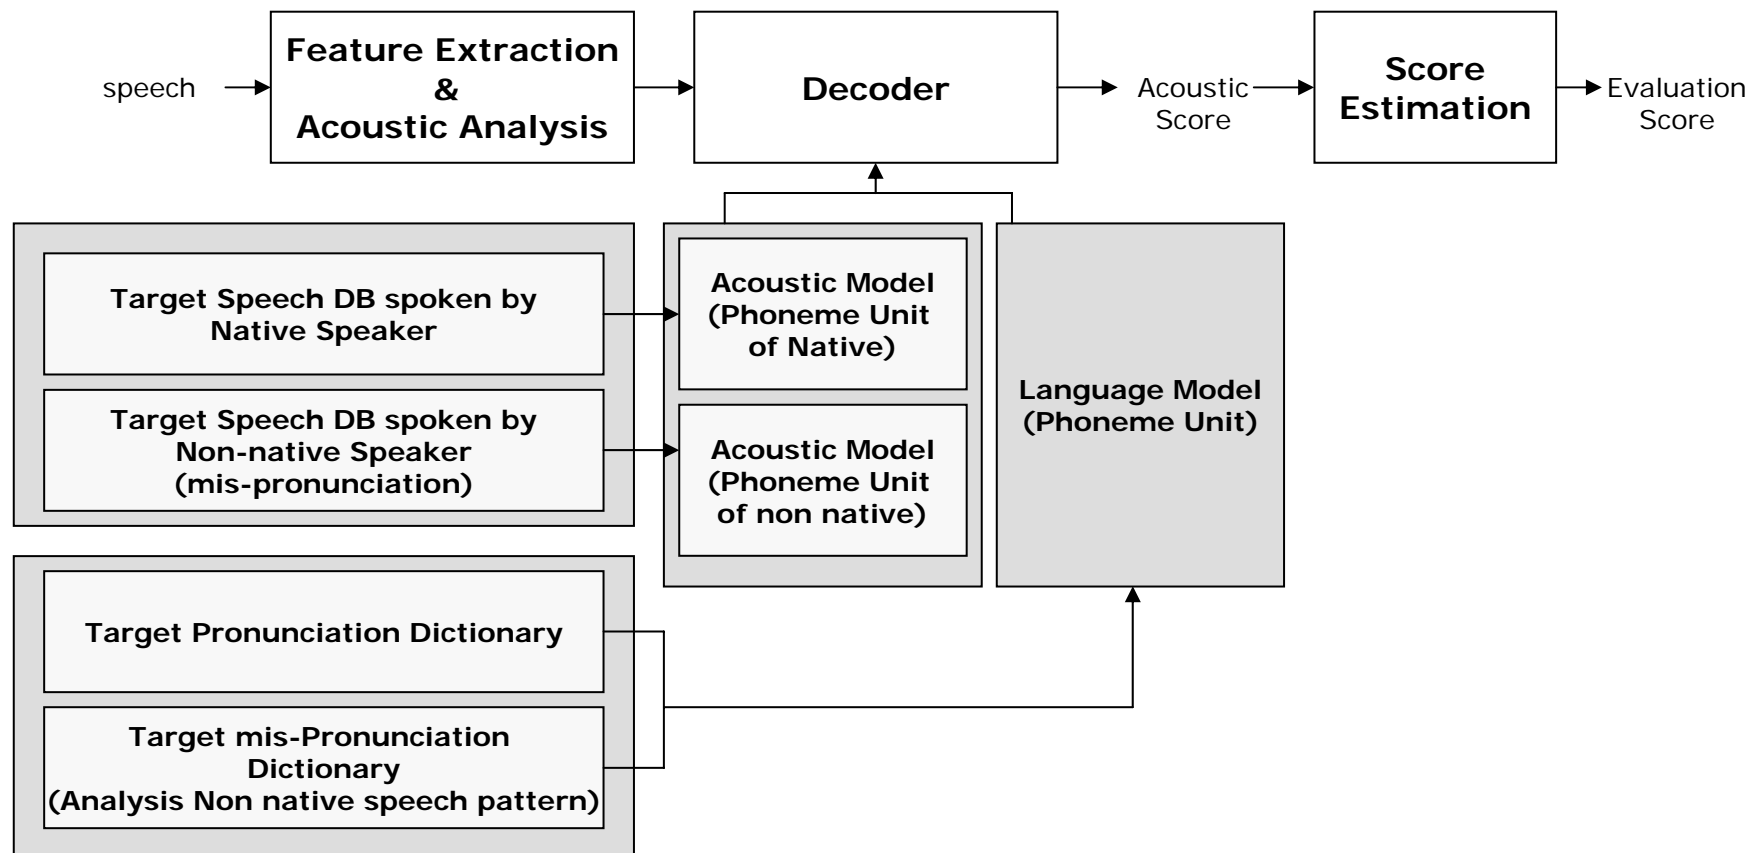 speech
Feature Extraction
&
Acoustic Analysis
Decoder
Acoustic
Score
Score
Estimation
Evaluation
Score
Target Speech DB spoken by
Native Speaker
Target Speech DB spoken by
Non-native Speaker
(mis-pronunciation)
Acoustic Model
(Phoneme Unit
of Native)
Acoustic Model
(Phoneme Unit
of non native)
Language Model
(Phoneme Unit)
Target Pronunciation Dictionary
Target mis-Pronunciation
Dictionary
(Analysis Non native speech pattern)